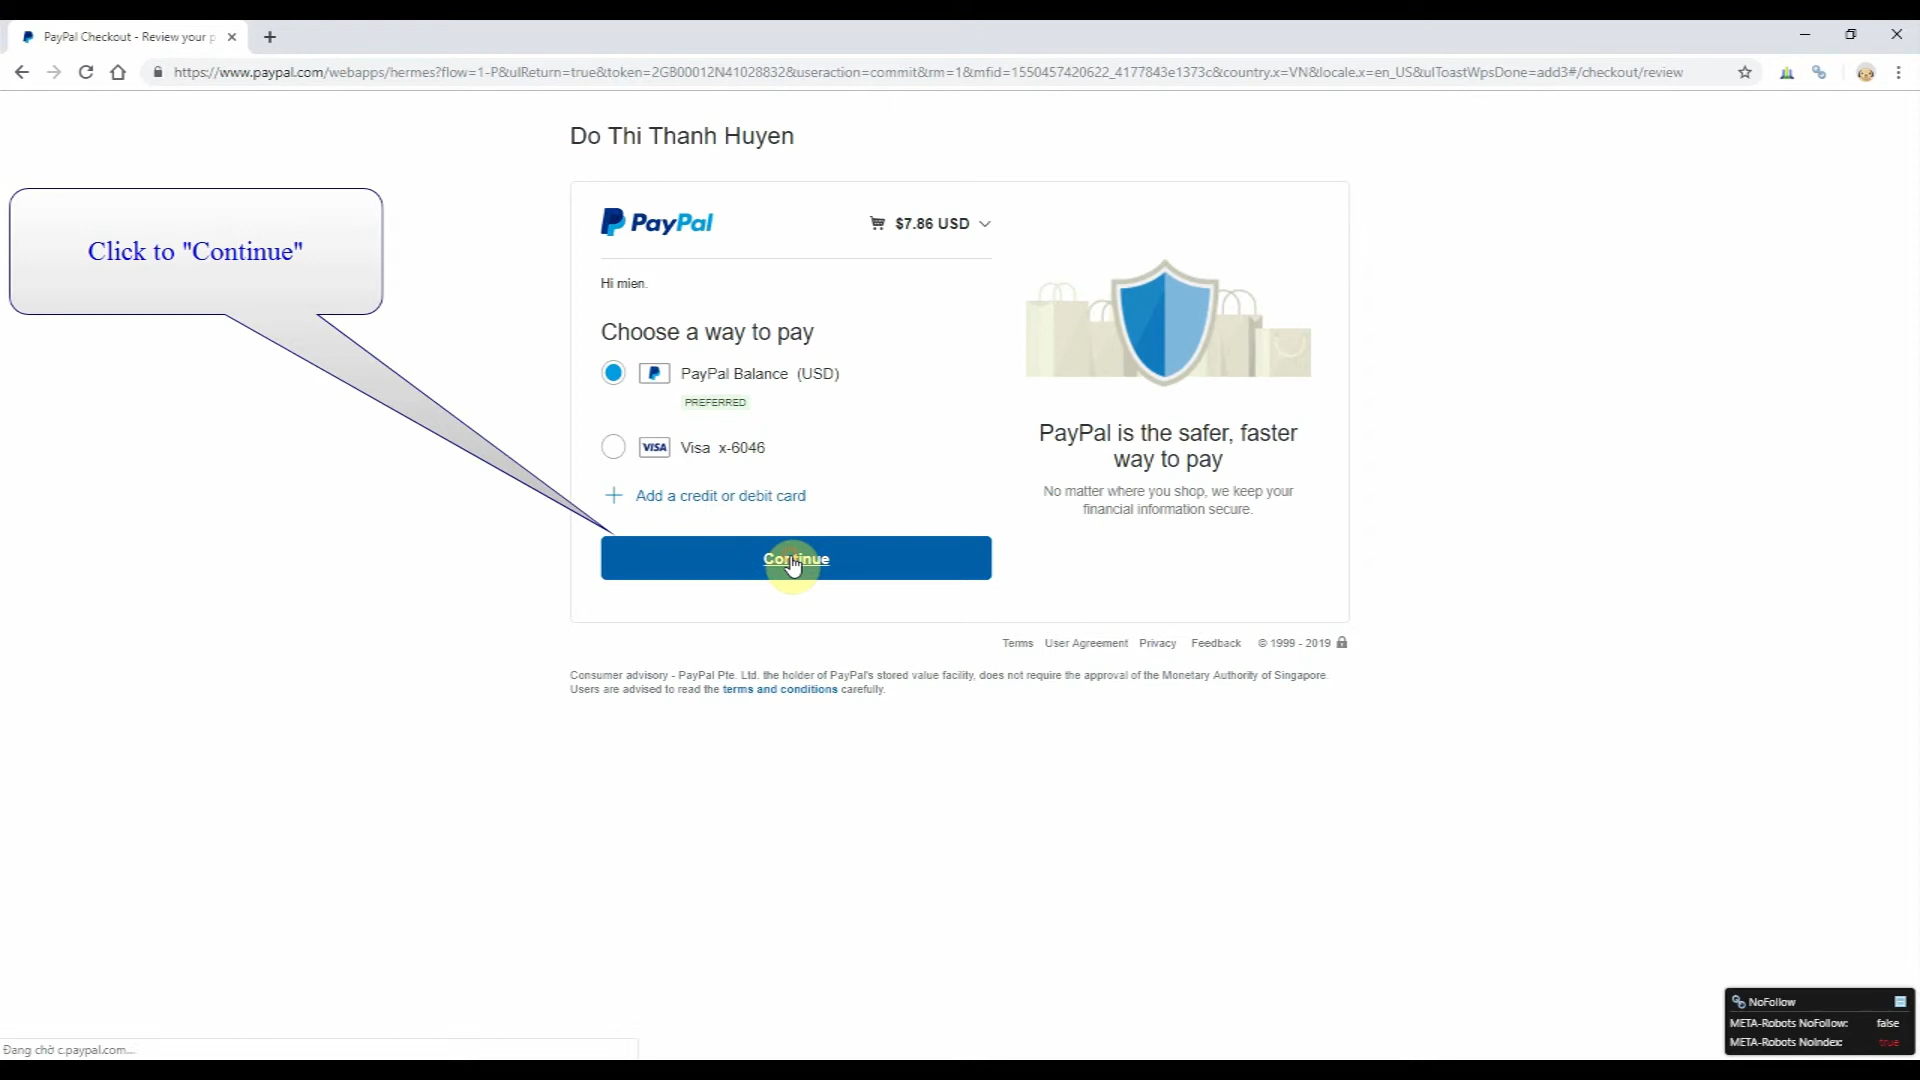 PayPal Checkout - Review your p
https://www.paypal.com/webapps/hermes?flow=1-P&ulReturn=true&token=2GB00012N41028832&useraction=commit&rm=1&mfid=1550457420622_4177843e1373c&country.x=VN&locale.x=en_US&ulToastWpsDone=add3#/checkout/review
Do Thi Thanh Huyen
Click to "Continue"
PayPal
$7.86 USD
Hi mien.
Choose a way to pay
PayPal Balance (USD)
PREFERRED
VISA Visa x-6046
Add a credit or debit card
Continue
PayPal is the safer, faster
way to pay
No matter where you shop, we keep your
financial information secure.
Terms User Agreement Privacy Feedback © 1999 - 2019
Consumer advisory - PayPal Pte. Ltd. the holder of PayPal's stored value facility, does not require the approval of the Monetary Authority of Singapore.
Users are advised to read the terms and conditions carefully.
NoFollow
META-Robots NoFollow: false
META-Robots NoIndex: true
Đang chờ c.paypal.com...